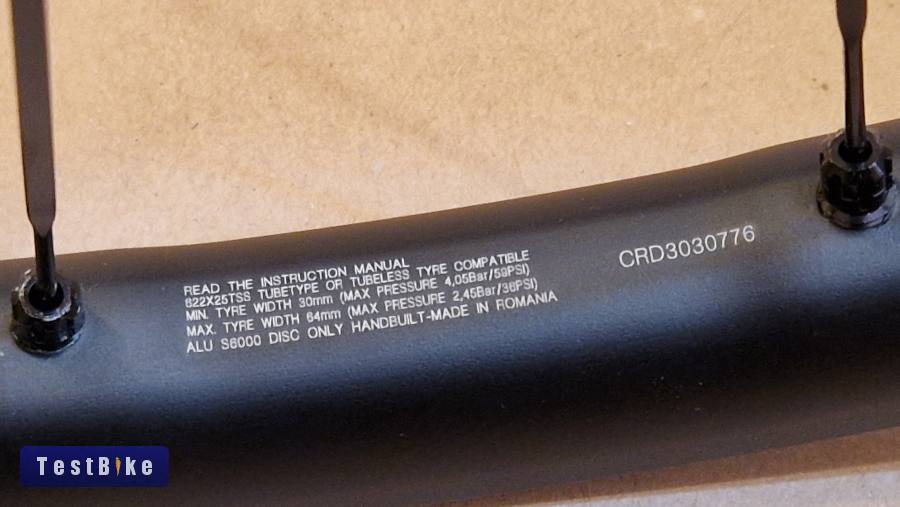 READ THE INSTRUCTION MANUAL
622X25TSS TUBETYPE OR TUBELESS TYRE COMPATIBLE
MIN. TYRE WIDTH 30mm (MAX PRESSURE 4,05Bar/59PSI)
MAX. TYRE WIDTH 64mm (MAX PRESSURE 2,45Bar/36PSI)
ALU S6000 DISC ONLY HANDBUILT-MADE IN ROMANIA
CRD3030776
TestBike